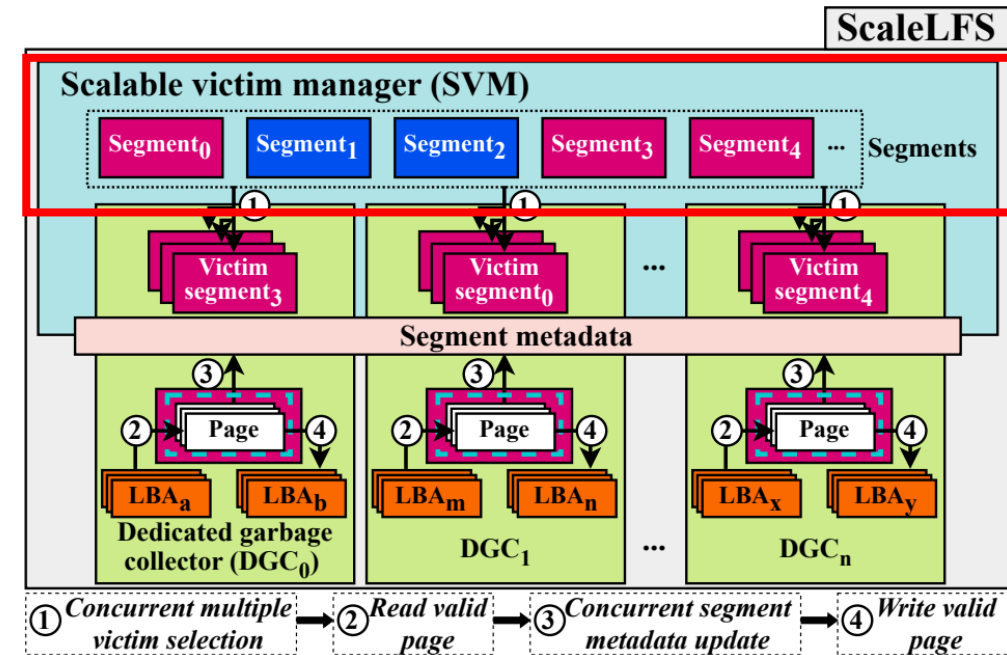 ScaleLFS
Scalable victim manager (SVM)
Segment0 Segment1 Segment2 Segment3 Segment4 ... Segments
① ① ①
Victim segment3
Victim segment0
...
Victim segment4
Segment metadata
③ ③ ③
② Page ④
② Page ④
② Page ④
LBAa LBAb
LBAm LBAn
LBAx LBAy
Dedicated garbage
collector (DGC0)
DGC1
...
DGCn
① Concurrent multiple
victim selection
② Read valid
page
③ Concurrent segment
metadata update
④ Write valid
page